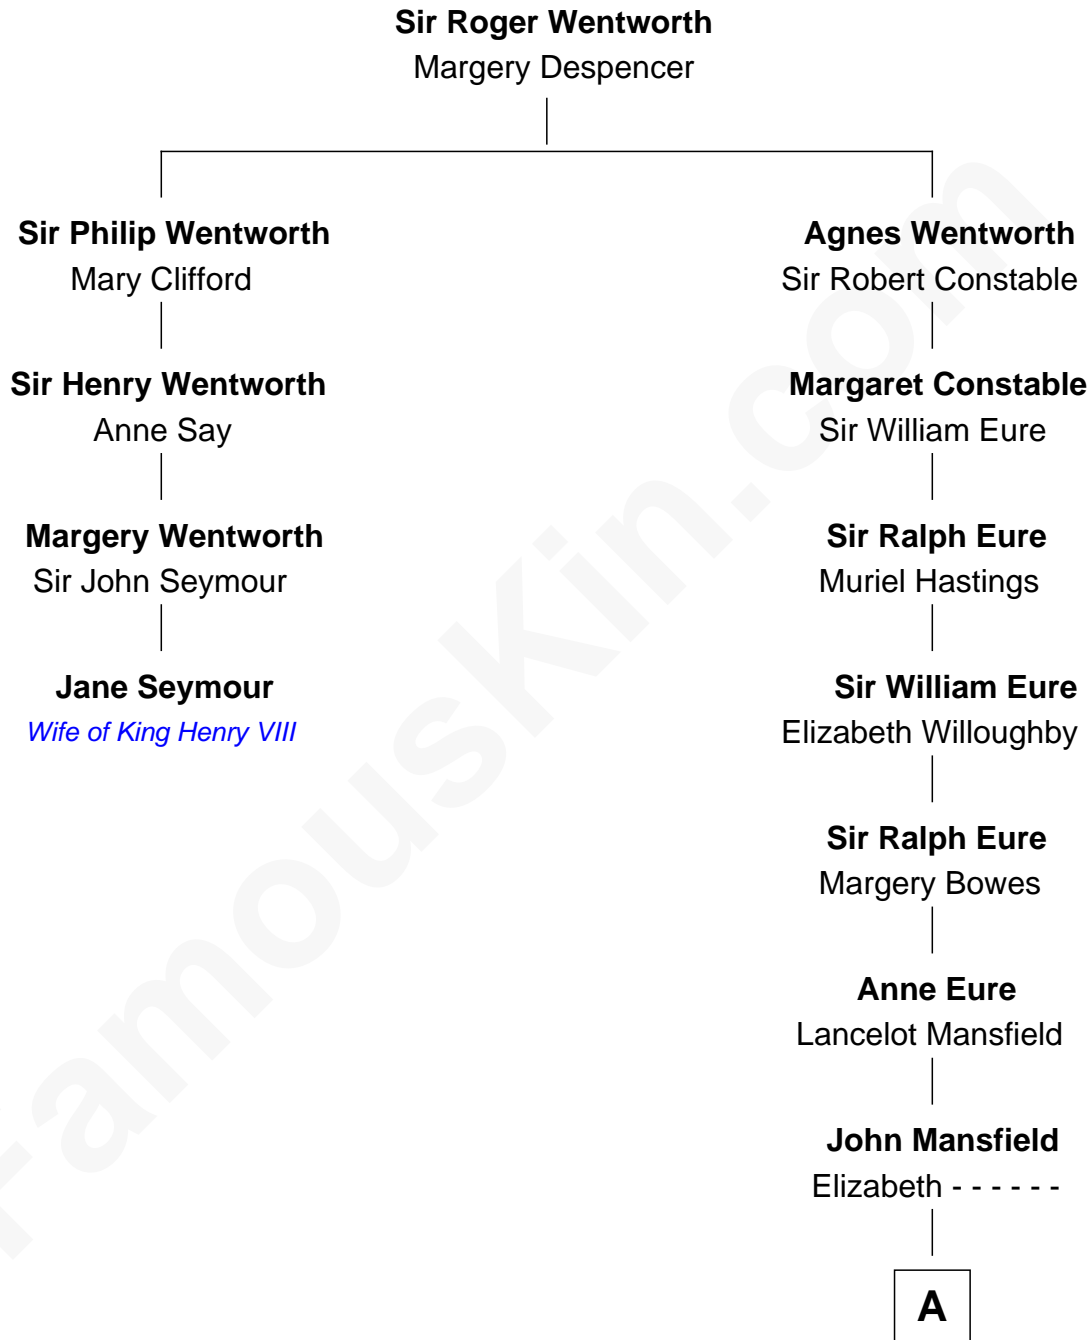 Sir Roger Wentworth
Margery Despencer
Sir Philip Wentworth
Mary Clifford
Agnes Wentworth
Sir Robert Constable
Sir Henry Wentworth
Anne Say
Margaret Constable
Sir William Eure
Margery Wentworth
Sir John Seymour
Sir Ralph Eure
Muriel Hastings
Jane Seymour
Wife of King Henry VIII
Sir William Eure
Elizabeth Willoughby
Sir Ralph Eure
Margery Bowes
Anne Eure
Lancelot Mansfield
John Mansfield
Elizabeth - - - - - -
A
FamousKin.com